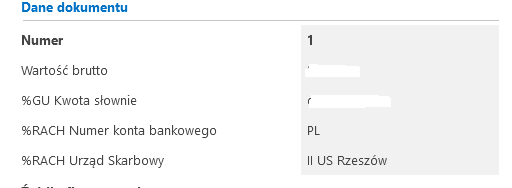 Dane dokumentu
Numer 1
Wartość brutto
%GU Kwota słownie
%RACH Numer konta bankowego PL
%RACH Urząd Skarbowy II US Rzeszów